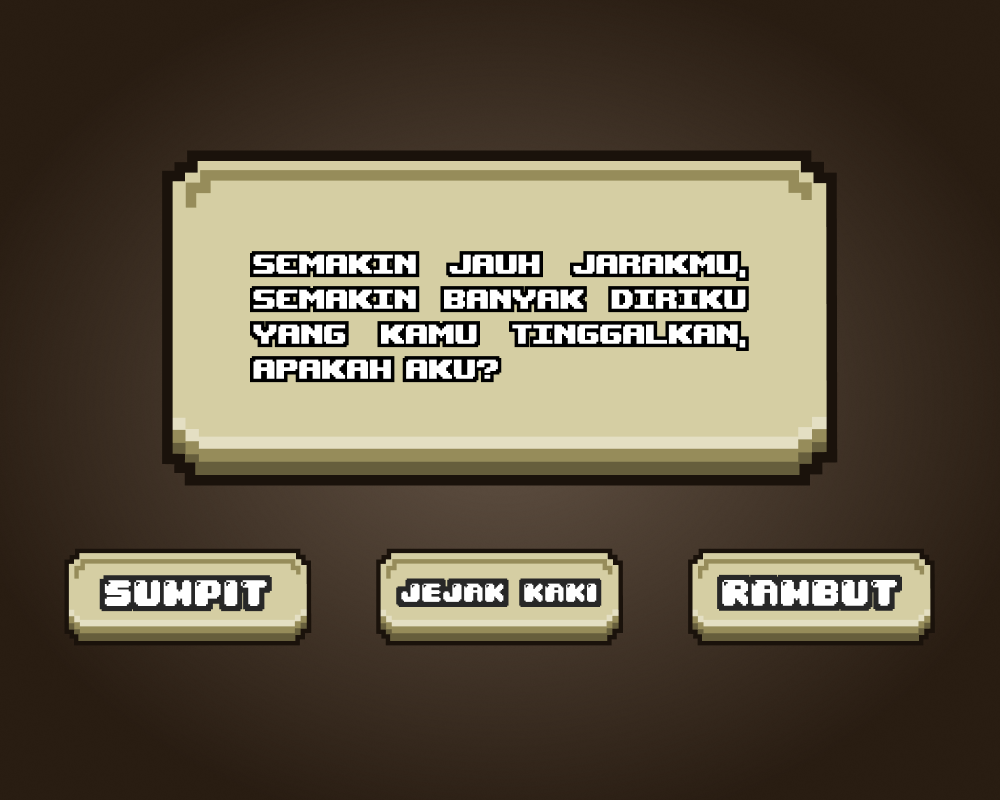 SEMAKIN JAUH JARAKMU,
SEMAKIN BANYAK DIRIKU
YANG KAMU TINGGALKAN,
APAKAH AKU?
SUMPIT
JEJAK KAKI
RAMBUT